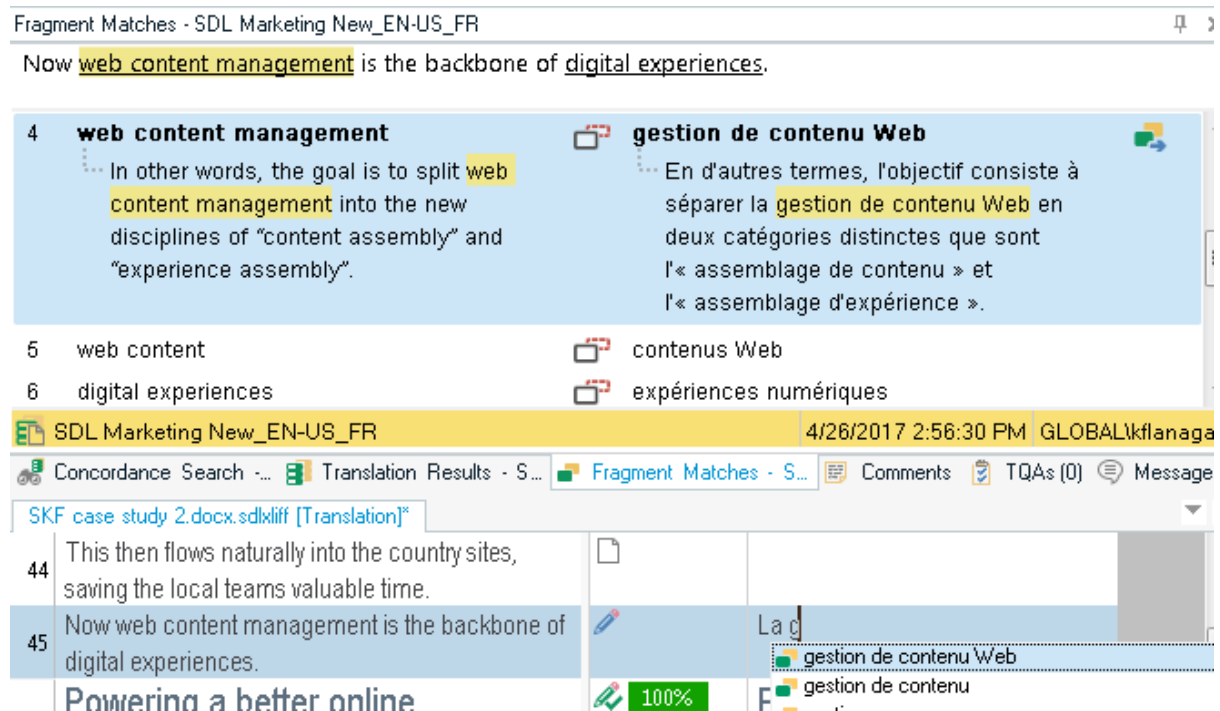 Fragment Matches - SDL Marketing New_EN-US_FR
Now web content management is the backbone of digital experiences.
4 web content management gestion de contenu Web
In other words, the goal is to split web En d'autres termes, l'objectif consiste à
content management into the new séparer la gestion de contenu Web en
disciplines of “content assembly” and deux catégories distinctes que sont
“experience assembly”. l'« assemblage de contenu » et
l'« assemblage d'expérience ».
5 web content contenus Web
6 digital experiences expériences numériques
SDL Marketing New_EN-US_FR 4/26/2017 2:56:30 PM GLOBAL\kflanaga
Concordance Search -... Translation Results - S... Fragment Matches - S... Comments TQAs (0) Message
SKF case study 2.docx.sdlxliff [Translation]*
44 This then flows naturally into the country sites,
saving the local teams valuable time.
45 Now web content management is the backbone of La g
digital experiences. gestion de contenu Web
gestion de contenu
Powering a better online 100%